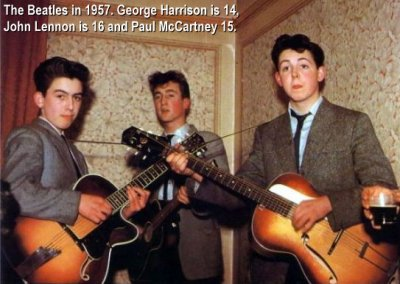 The Beatles in 1957. George Harrison is 14,
John Lennon is 16 and Paul McCartney 15.